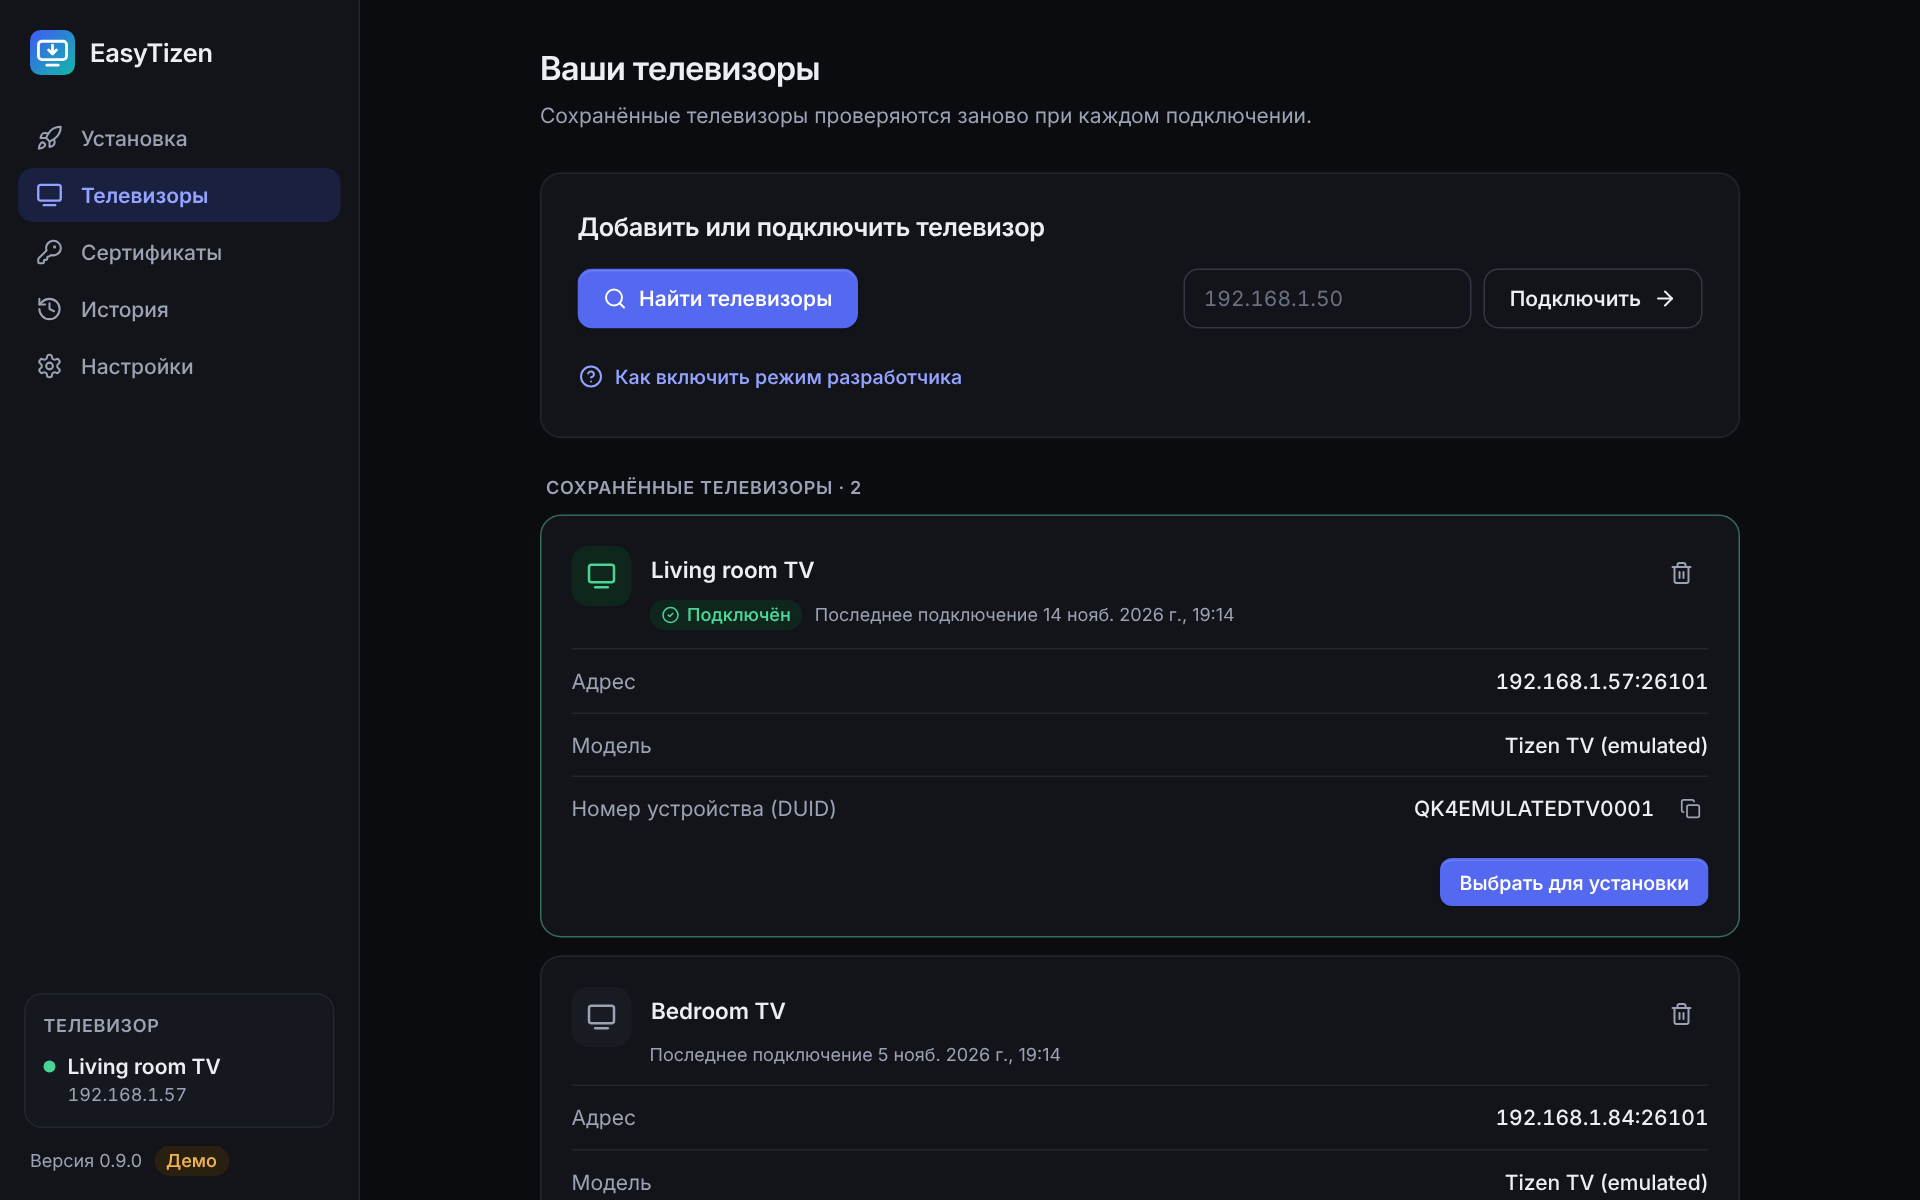 EasyTizen
Установка
Телевизоры
Сертификаты
История
Настройки
ТЕЛЕВИЗОР
Living room TV
192.168.1.57
Версия 0.9.0 Демо
Ваши телевизоры
Сохранённые телевизоры проверяются заново при каждом подключении.
Добавить или подключить телевизор
Найти телевизоры
192.168.1.50
Подключить
Как включить режим разработчика
СОХРАНЁННЫЕ ТЕЛЕВИЗОРЫ · 2
Living room TV
Подключён Последнее подключение 14 нояб. 2026 г., 19:14
Адрес 192.168.1.57:26101
Модель Tizen TV (emulated)
Номер устройства (DUID) QK4EMULATEDTV0001
Выбрать для установки
Bedroom TV
Последнее подключение 5 нояб. 2026 г., 19:14
Адрес 192.168.1.84:26101
Модель Tizen TV (emulated)